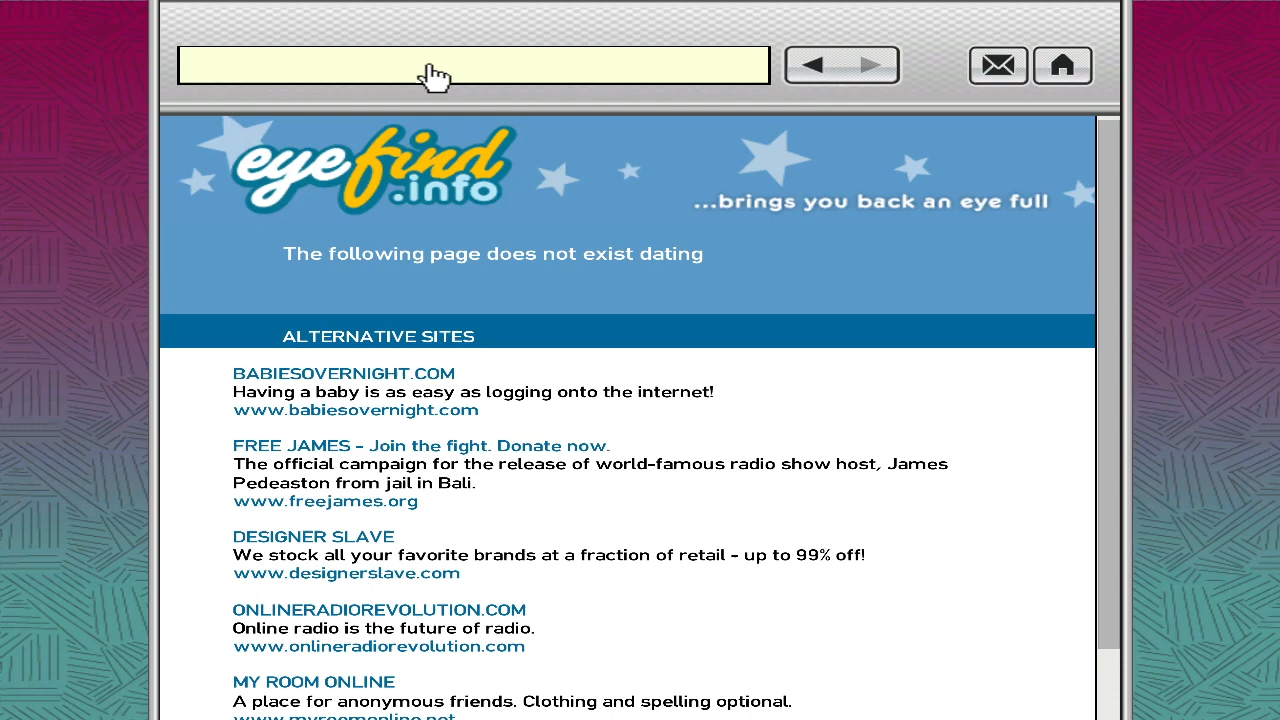 eyefind
.info
...brings you back an eye full
The following page does not exist dating
ALTERNATIVE SITES
BABIESOVERNIGHT.COM
Having a baby is as easy as logging onto the internet!
www.babiesovernight.com
FREE JAMES - Join the fight. Donate now.
The official campaign for the release of world-famous radio show host, James
Pedeaston from jail in Bali.
www.freejames.org
DESIGNER SLAVE
We stock all your favorite brands at a fraction of retail - up to 99% off!
www.designerslave.com
ONLINERADIOREVOLUTION.COM
Online radio is the future of radio.
www.onlineradiorevolution.com
MY ROOM ONLINE
A place for anonymous friends. Clothing and spelling optional.
www.myroomonline.net